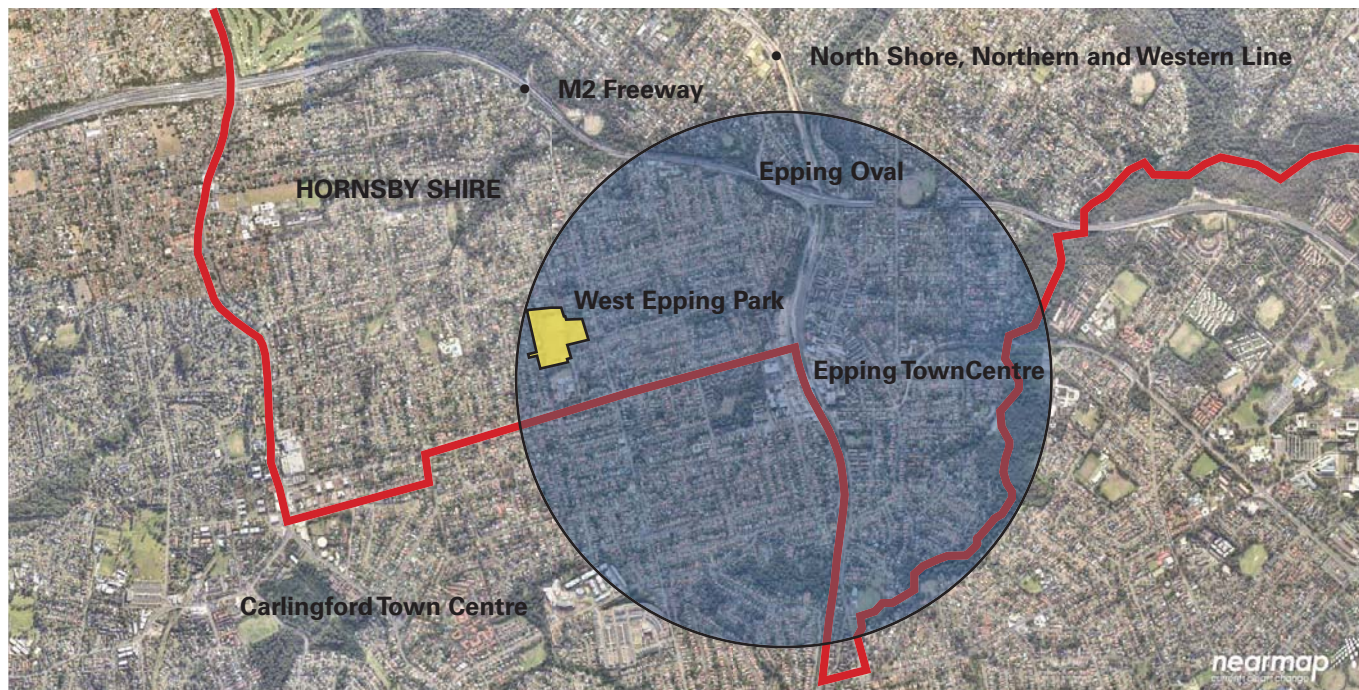 North Shore, Northern and Western Line
M2 Freeway
Epping Oval
HORNSBY SHIRE
West Epping Park
Epping TownCentre
Carlingford Town Centre
nearmap